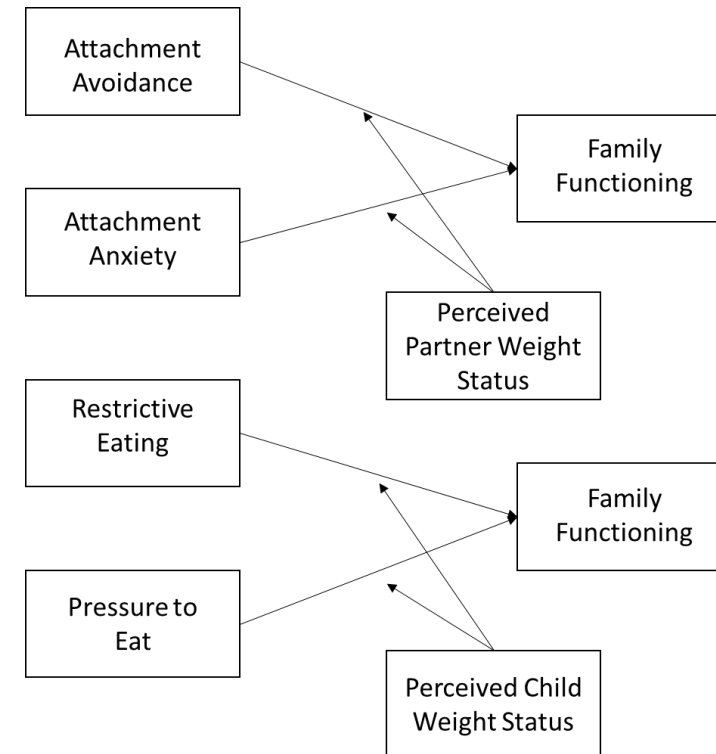 Attachment
Avoidance
Family
Functioning
Attachment
Anxiety
Perceived
Partner Weight
Status
Restrictive
Eating
Family
Functioning
Pressure to
Eat
Perceived Child
Weight Status